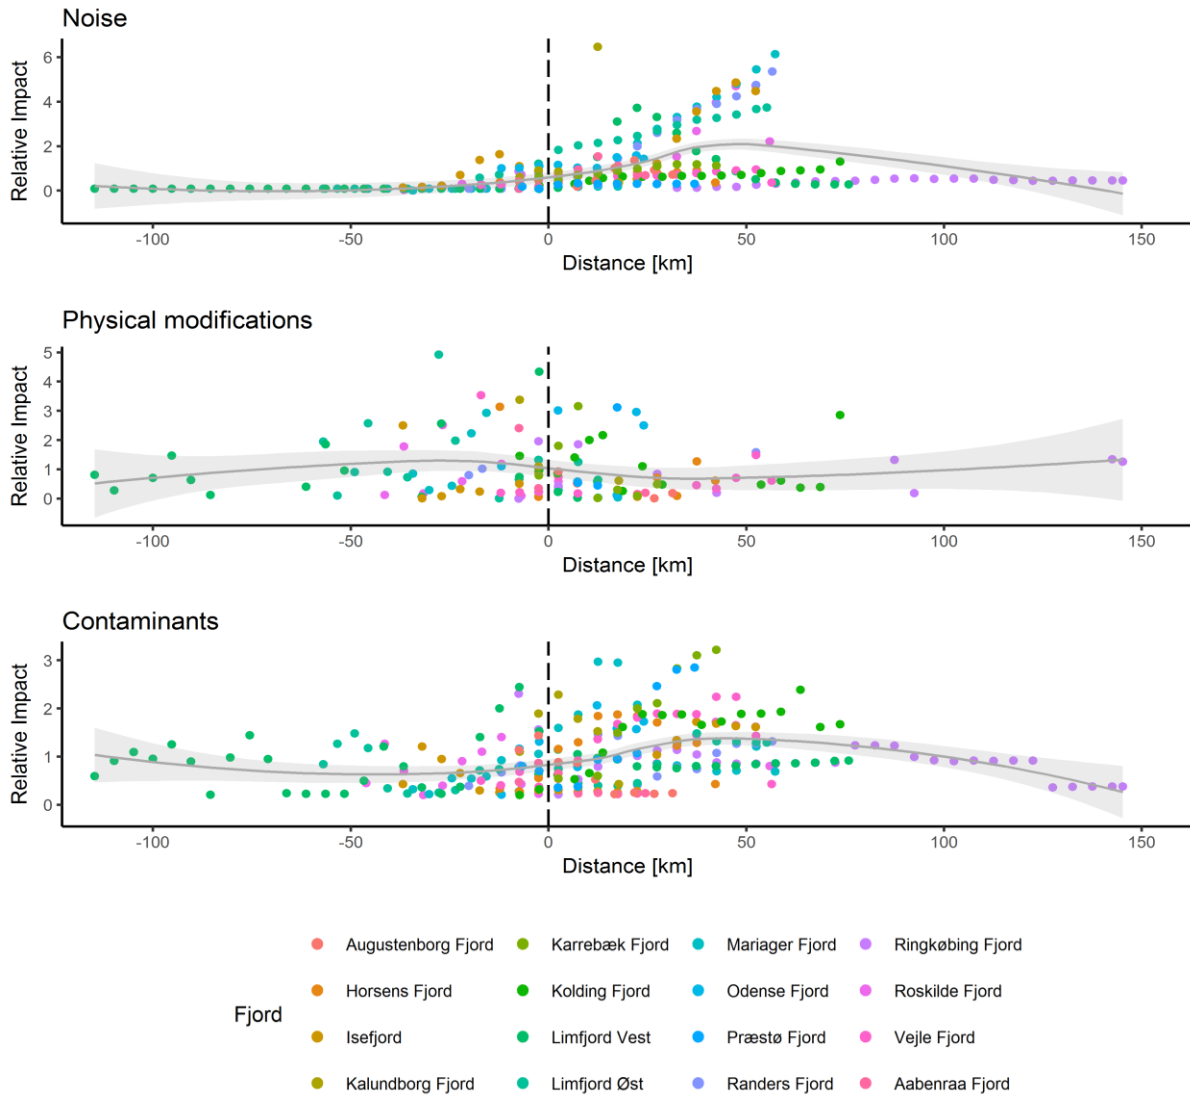 Noise
Relative Impact
6
4
2
0
-100 -50 0 50 100 150
Distance [km]
Physical modifications
Relative Impact
5
4
3
2
1
0
-100 -50 0 50 100 150
Distance [km]
Contaminants
Relative Impact
3
2
1
0
-100 -50 0 50 100 150
Distance [km]
Fjord
Augustenborg Fjord Karrebæk Fjord Mariager Fjord Ringkøbing Fjord
Horsens Fjord Kolding Fjord Odense Fjord Roskilde Fjord
Isefjord Limfjord Vest Præstø Fjord Vejle Fjord
Kalundborg Fjord Limfjord Øst Randers Fjord Aabenraa Fjord